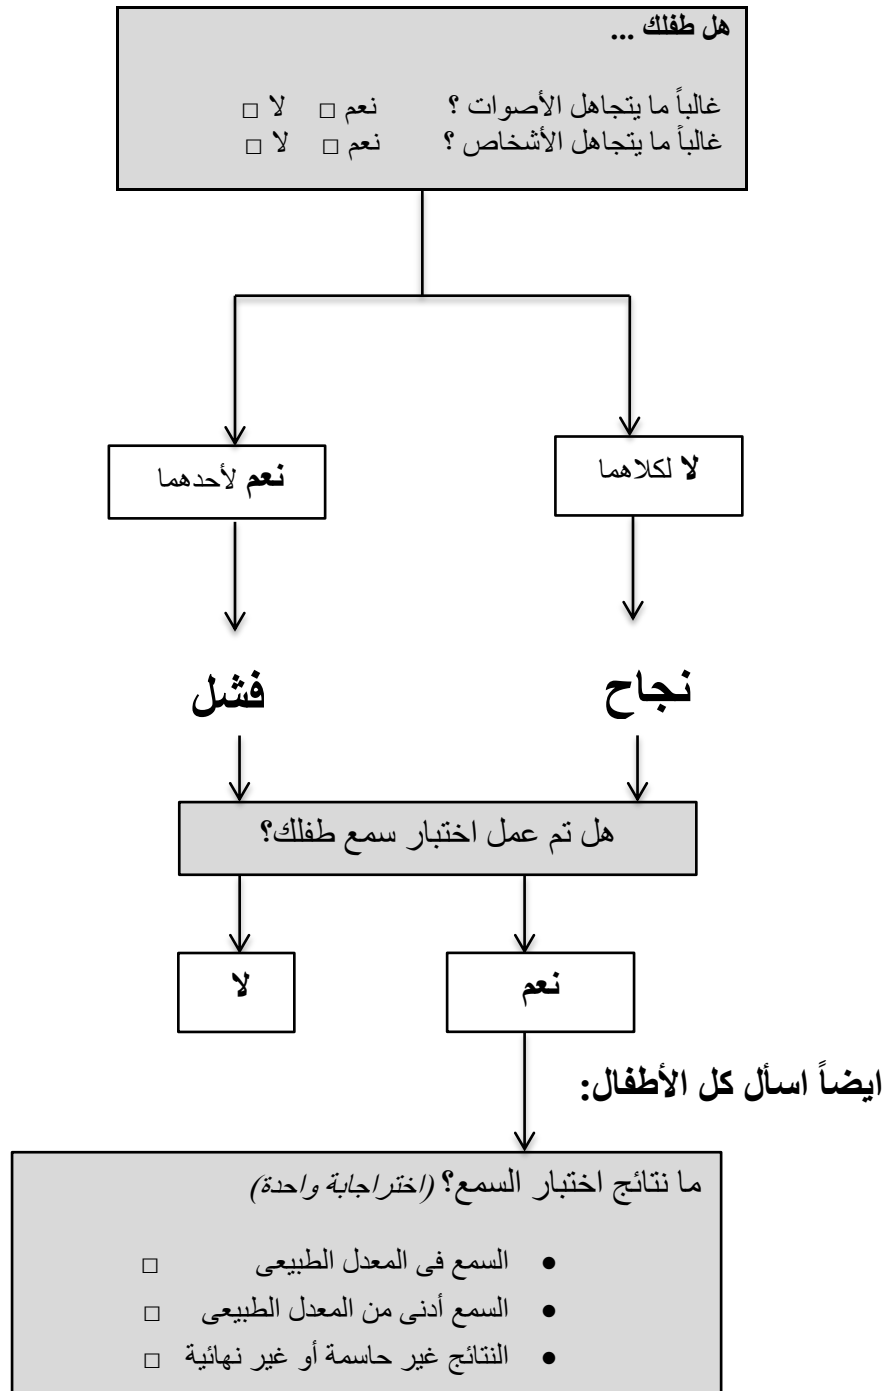 هل طفلك ...
غالباً ما يتجاهل الأصوات ؟ نعم □ لا □
غالباً ما يتجاهل الأشخاص ؟ نعم □ لا □
لا لكلاهما
نعم لأحدهما
نجاح
فشل
هل تم عمل اختبار سمع طفلك؟
نعم
لا
ايضاً اسأل كل الأطفال:
ما نتائج اختبار السمع؟ (اختر اجابة واحدة)
• السمع فى المعدل الطبيعى □
• السمع أدنى من المعدل الطبيعى □
• النتائج غير حاسمة أو غير نهائية □